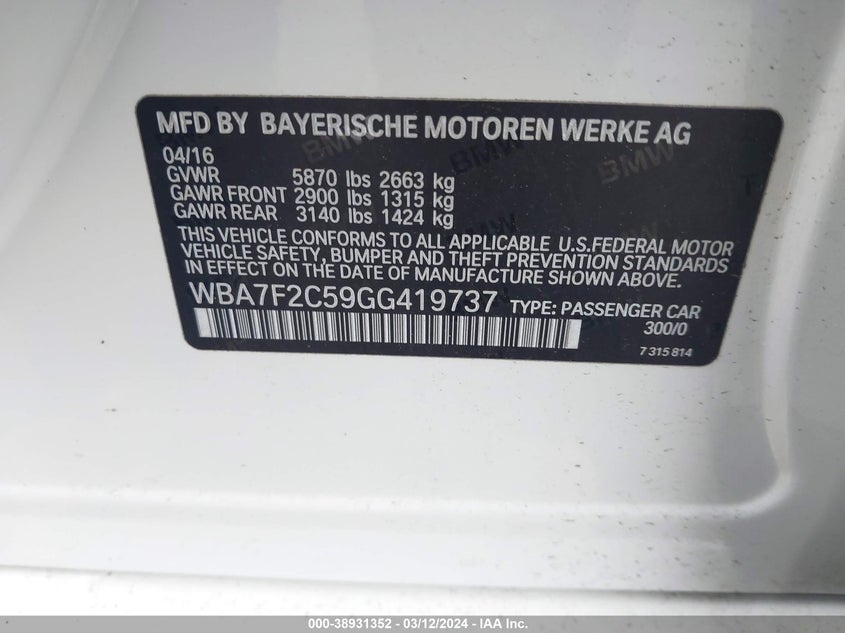 MFD BY BAYERISCHE MOTOREN WERKE AG
04/16
GVWR 5870 lbs 2663 kg
GAWR FRONT 2900 lbs 1315 kg
GAWR REAR 3140 lbs 1424 kg
THIS VEHICLE CONFORMS TO ALL APPLICABLE U.S.FEDERAL MOTOR
VEHICLE SAFETY, BUMPER AND THEFT PREVENTION STANDARDS
IN EFFECT ON THE DATE OF MANUFACTURE SHOWN ABOVE.
WBA7F2C59GG419737 TYPE: PASSENGER CAR
300/0
7 315 814
000-38931352 - 03/12/2024 - IAA Inc.